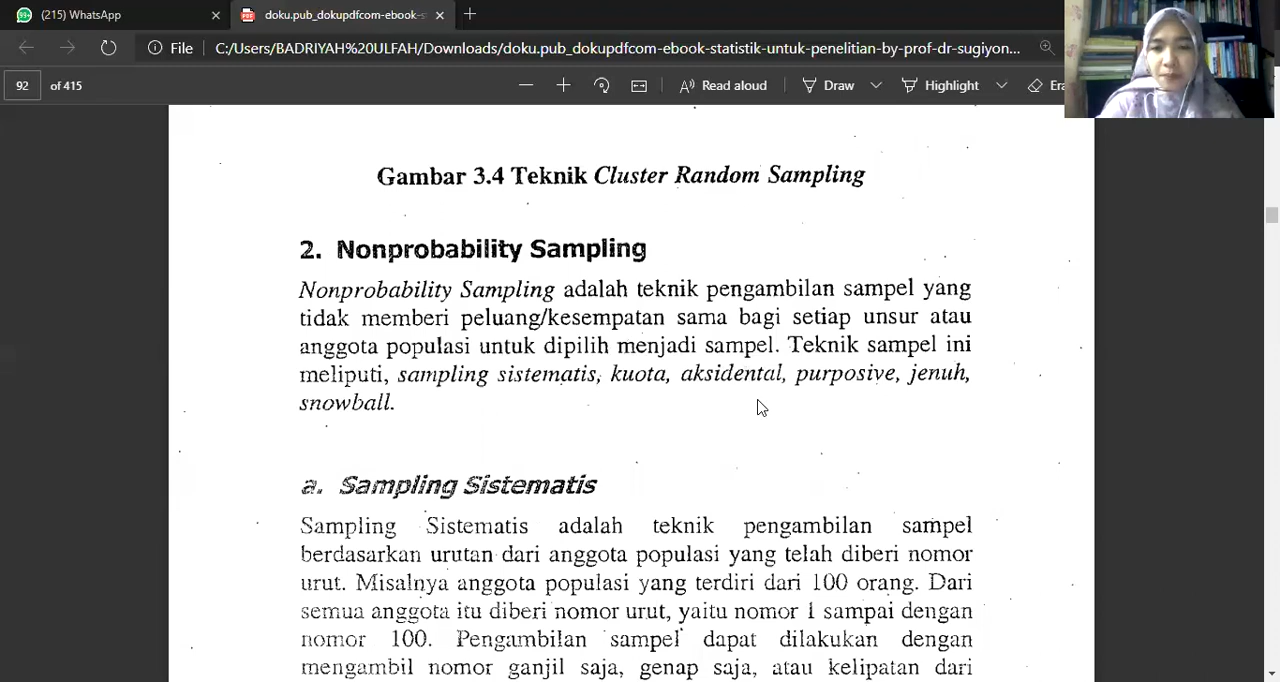 (215) WhatsApp
doku.pub_dokupdfcom-ebook-s
File
C:/Users/BADRIYAH%20ULFAH/Downloads/doku.pub_dokupdfcom-ebook-statistik-untuk-penelitian-by-prof-dr-sugiyon...
92 of 415
Read aloud
Draw
Highlight
Era
Gambar 3.4 Teknik Cluster Random Sampling
2. Nonprobability Sampling
Nonprobability Sampling adalah teknik pengambilan sampel yang
tidak memberi peluang/kesempatan sama bagi setiap unsur atau
anggota populasi untuk dipilih menjadi sampel. Teknik sampel ini
meliputi, sampling sistematis, kuota, aksidental, purposive, jenuh,
snowball.
a. Sampling Sistematis
Sampling Sistematis adalah teknik pengambilan sampel
berdasarkan urutan dari anggota populasi yang telah diberi nomor
urut. Misalnya anggota populasi yang terdiri dari 100 orang. Dari
semua anggota itu diberi nomor urut, yaitu nomor 1 sampai dengan
nomor 100. Pengambilan sampel dapat dilakukan dengan
mengambil nomor ganjil saja, genap saja, atau kelipatan dari